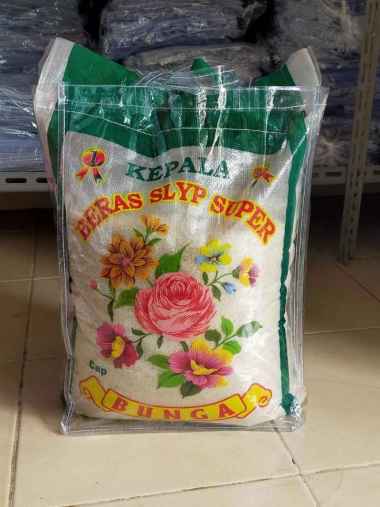 KEPALA
BERAS SLYP SUPER
Cap
BUNGA